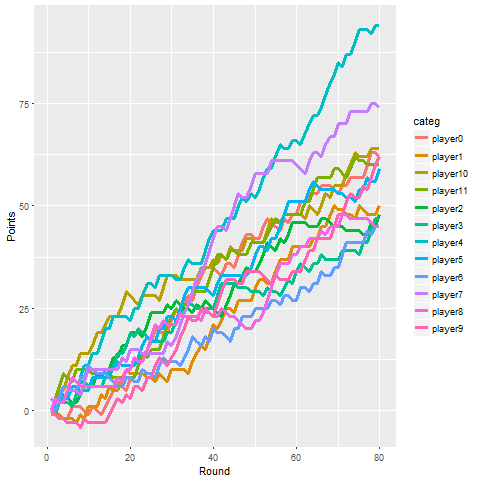 75
50
25
0
Points
0
20
40
60
80
Round
categ
player0
player1
player10
player11
player2
player3
player4
player5
player6
player7
player8
player9